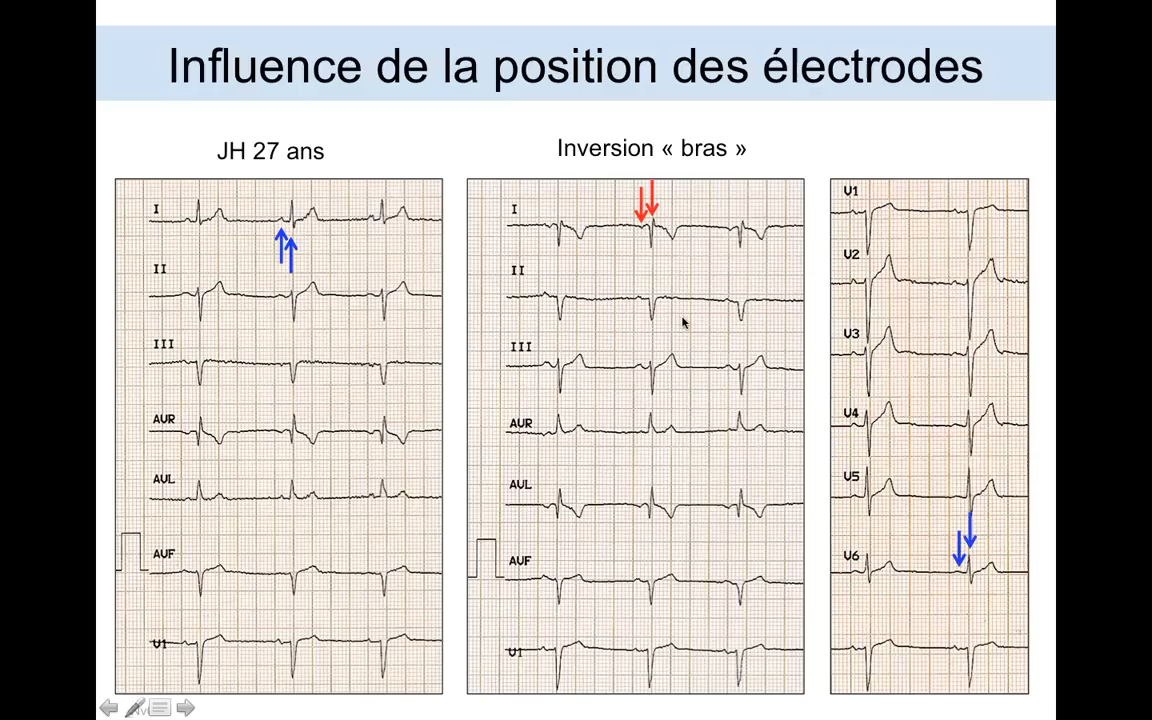 Influence de la position des électrodes
JH 27 ans
Inversion « bras »
I
II
III
AVR
AVL
AVF
V1
I
II
III
AVR
AVL
AVF
V1
V1
V2
V3
V4
V5
V6